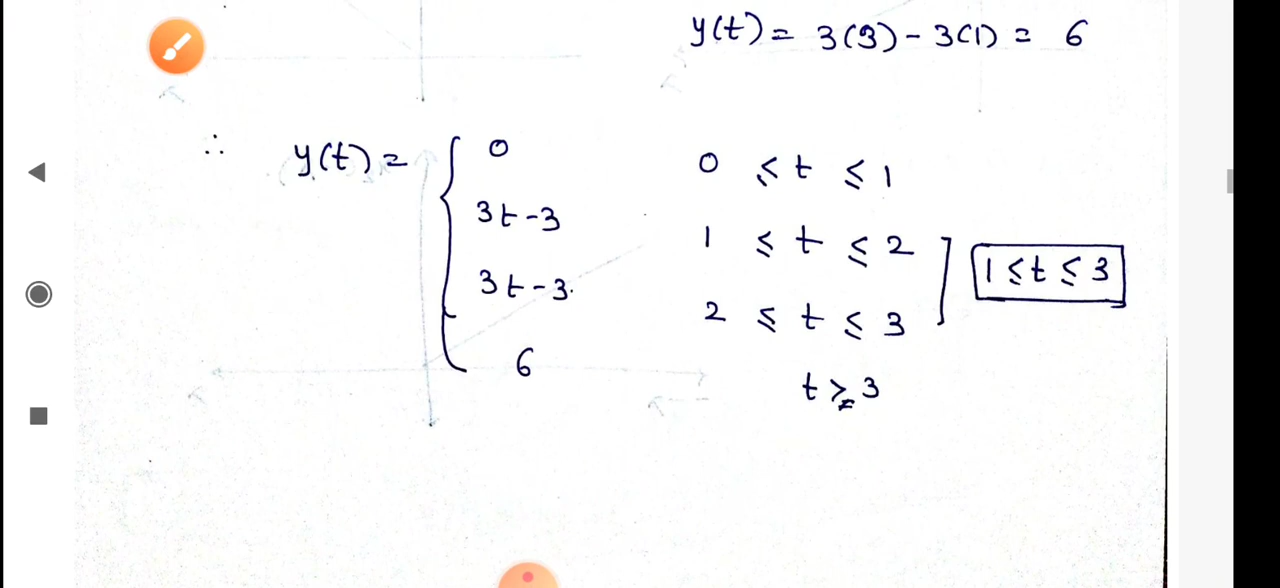 y(t) = 3(3) - 3(1) = 6
∴ y(t) = { 0 0 ≤ t ≤ 1
3t-3 1 ≤ t ≤ 2
3t-3. 2 ≤ t ≤ 3 ] 1 ≤ t ≤ 3
6 t ≥ 3